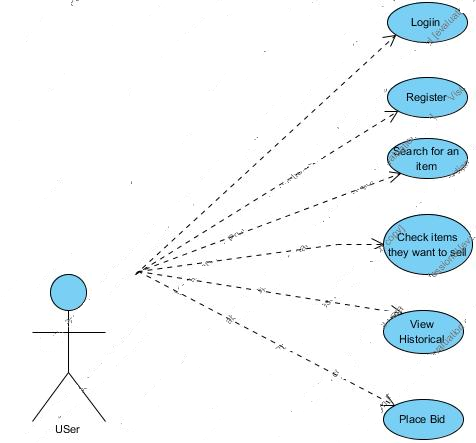 Logiin
Register
Search for an
item
Check items
they want to sell
View
Historical
Place Bid
USer